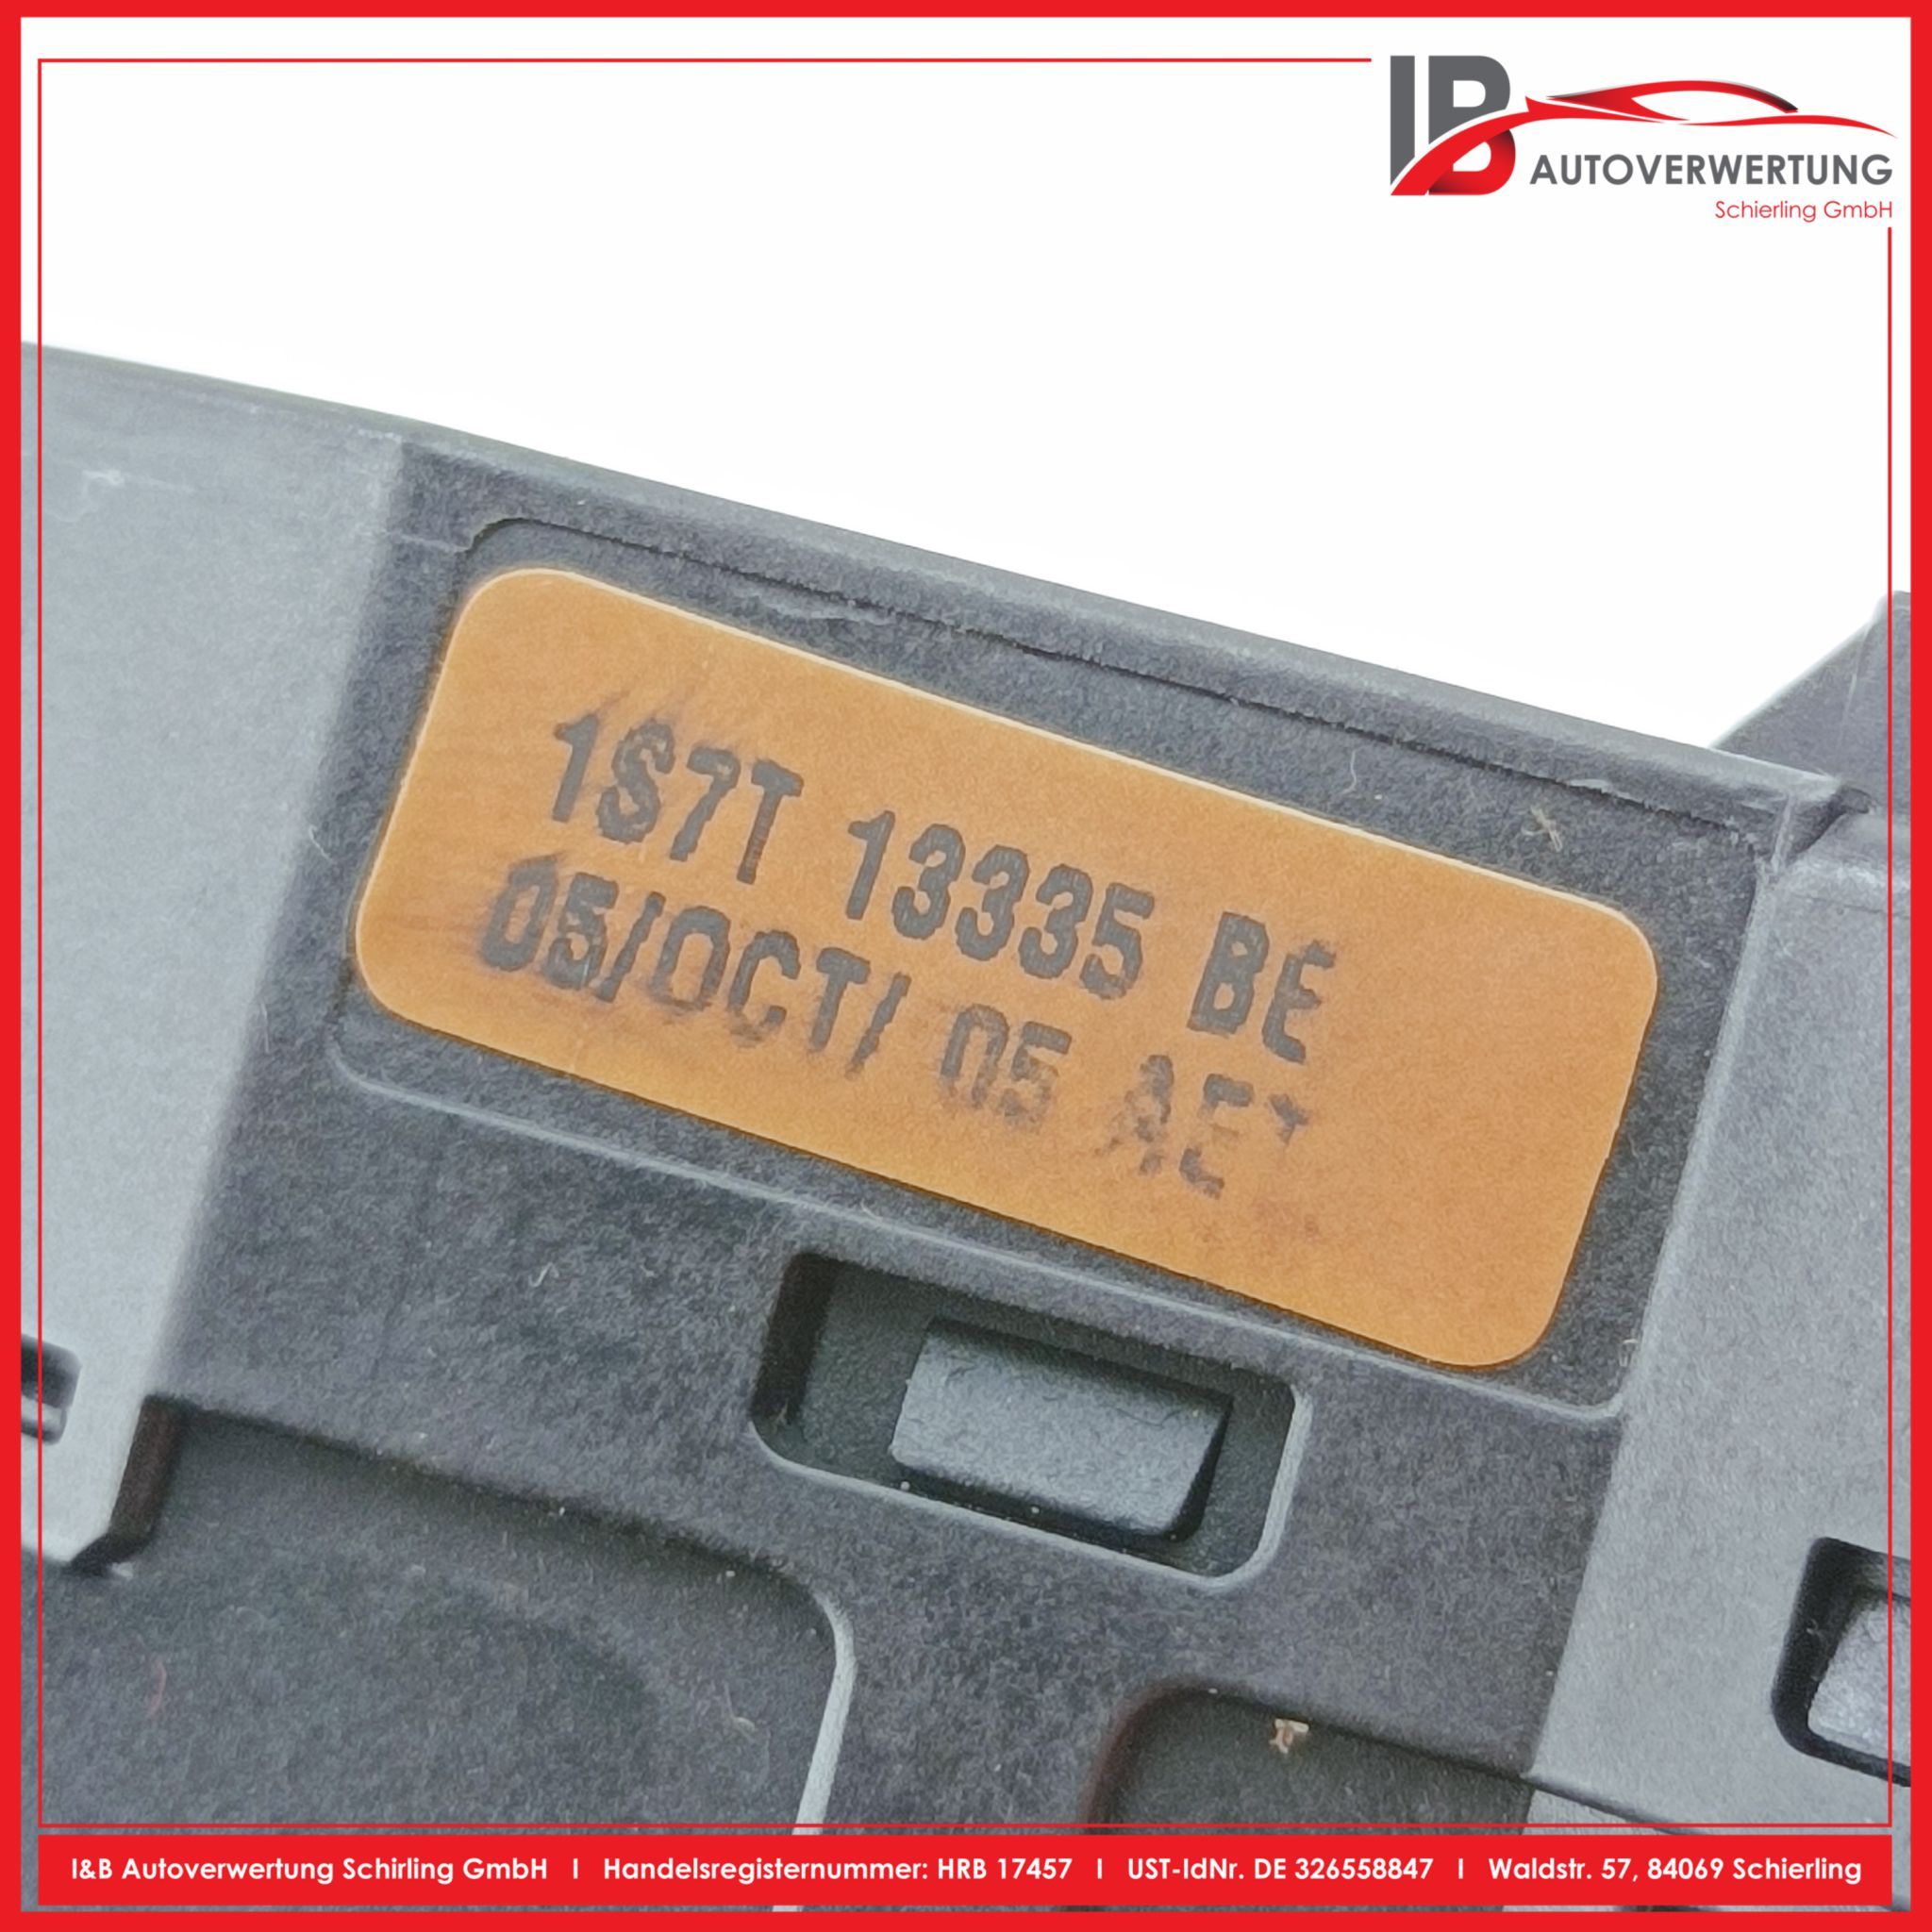 IB
AUTOVERWERTUNG
Schierling GmbH
1S7T 13335 BE
05/OCT/ 05 AET
I&B Autoverwertung Schirling GmbH I Handelsregisternummer: HRB 17457 I UST-IdNr. DE 326558847 I Waldstr. 57, 84069 Schierling